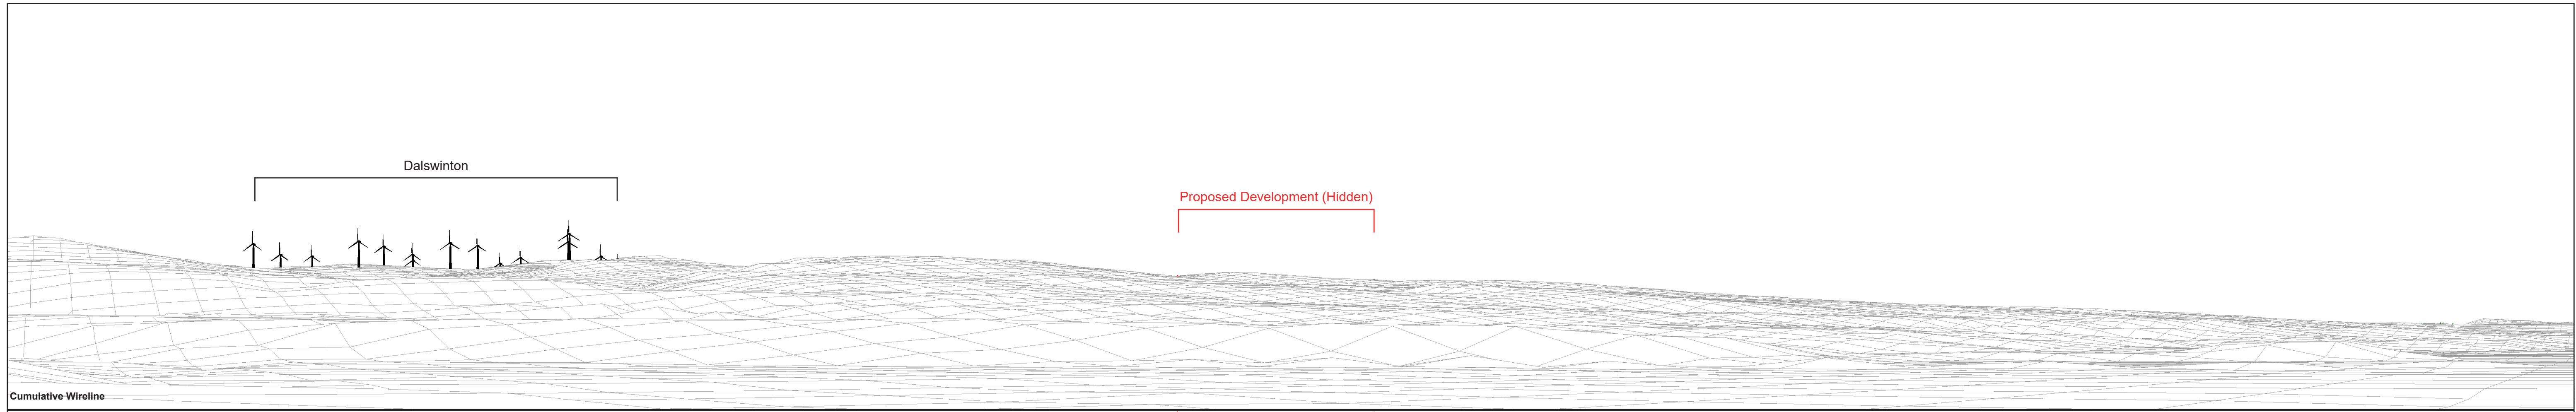 Dalswinton
Proposed Development (Hidden)
Cumulative Wireline